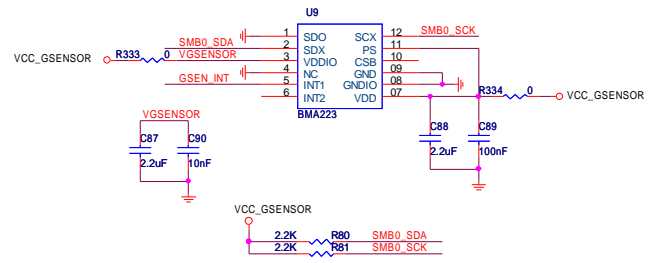 U9
1 SDO SCX 12 SMB0_SCK
SMB0_SDA 2 SDX PS 11
VCC_GSENSOR R333 0 VGSENSOR 3 VDDIO CSB 10
4 NC GND 09
GSEN_INT 5 INT1 GNDIO 08
6 INT2 VDD 07 R334 0 VCC_GSENSOR
BMA223
VGSENSOR
C87 C90 C88 C89
2.2uF 10nF 2.2uF 100nF
VCC_GSENSOR
2.2K R80 SMB0_SDA
2.2K R81 SMB0_SCK